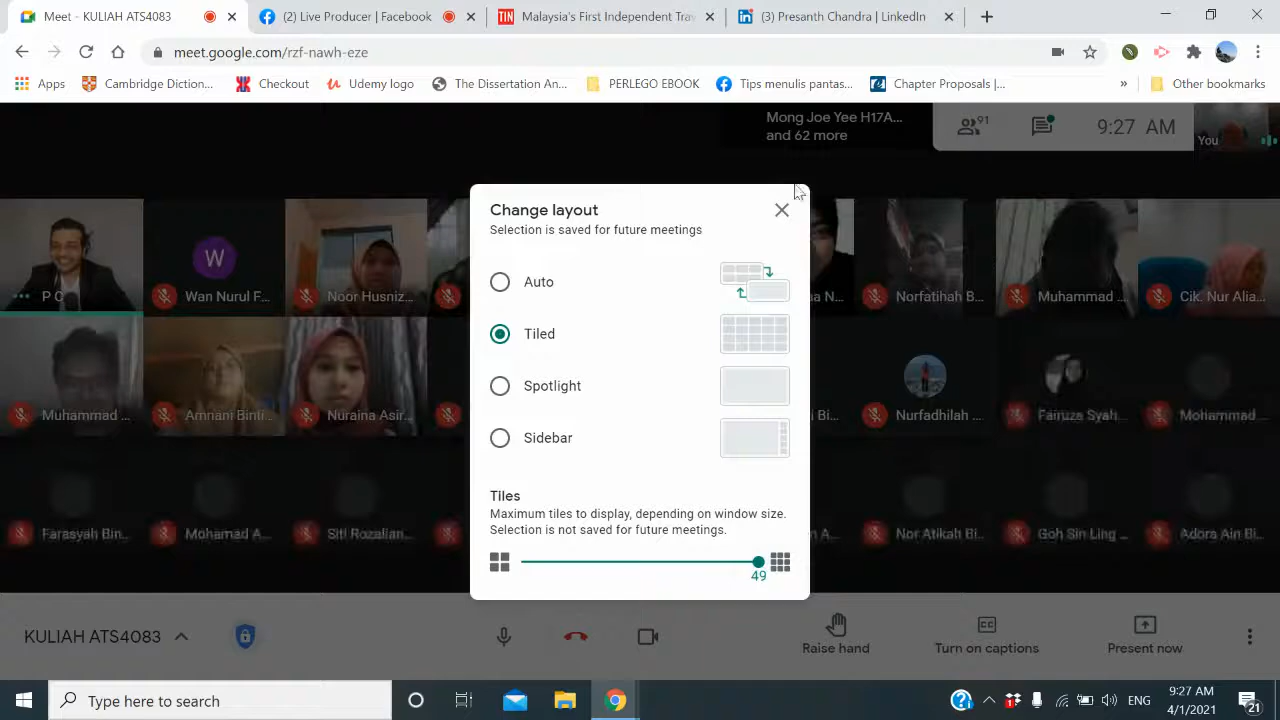 Meet - KULIAH ATS4083
(2) Live Producer | Facebook
Malaysia's First Independent Tra
(3) Presanth Chandra | LinkedIn
meet.google.com/rzf-nawh-eze
Apps
Cambridge Diction...
Checkout
Udemy logo
The Dissertation An...
PERLEGO EBOOK
Tips menulis pantas...
Chapter Proposals |...
»
Other bookmarks
Mong Joe Yee H17A...
and 62 more
91
9:27 AM
You
Change layout
Selection is saved for future meetings
Auto
Tiled
Spotlight
Sidebar
Tiles
Maximum tiles to display, depending on window size.
Selection is not saved for future meetings.
49
P C
W
Wan Nurul F...
Noor Husniz...
a N...
Norfatihah B...
Muhammad ...
Cik. Nur Alia...
Muhammad ...
Amnani Binti ...
Nuraina Asir...
Bi...
Nurfadhilah ...
Fairuza Syah...
Mohammad...
Farasyah Bin...
Mohamad A...
Siti Rozalian...
Nor Atikah Bi...
Goh Sin Ling ...
Adora Ain Bi...
KULIAH ATS4083
Raise hand
CC
Turn on captions
Present now
Type here to search
ENG
9:27 AM
4/1/2021
21